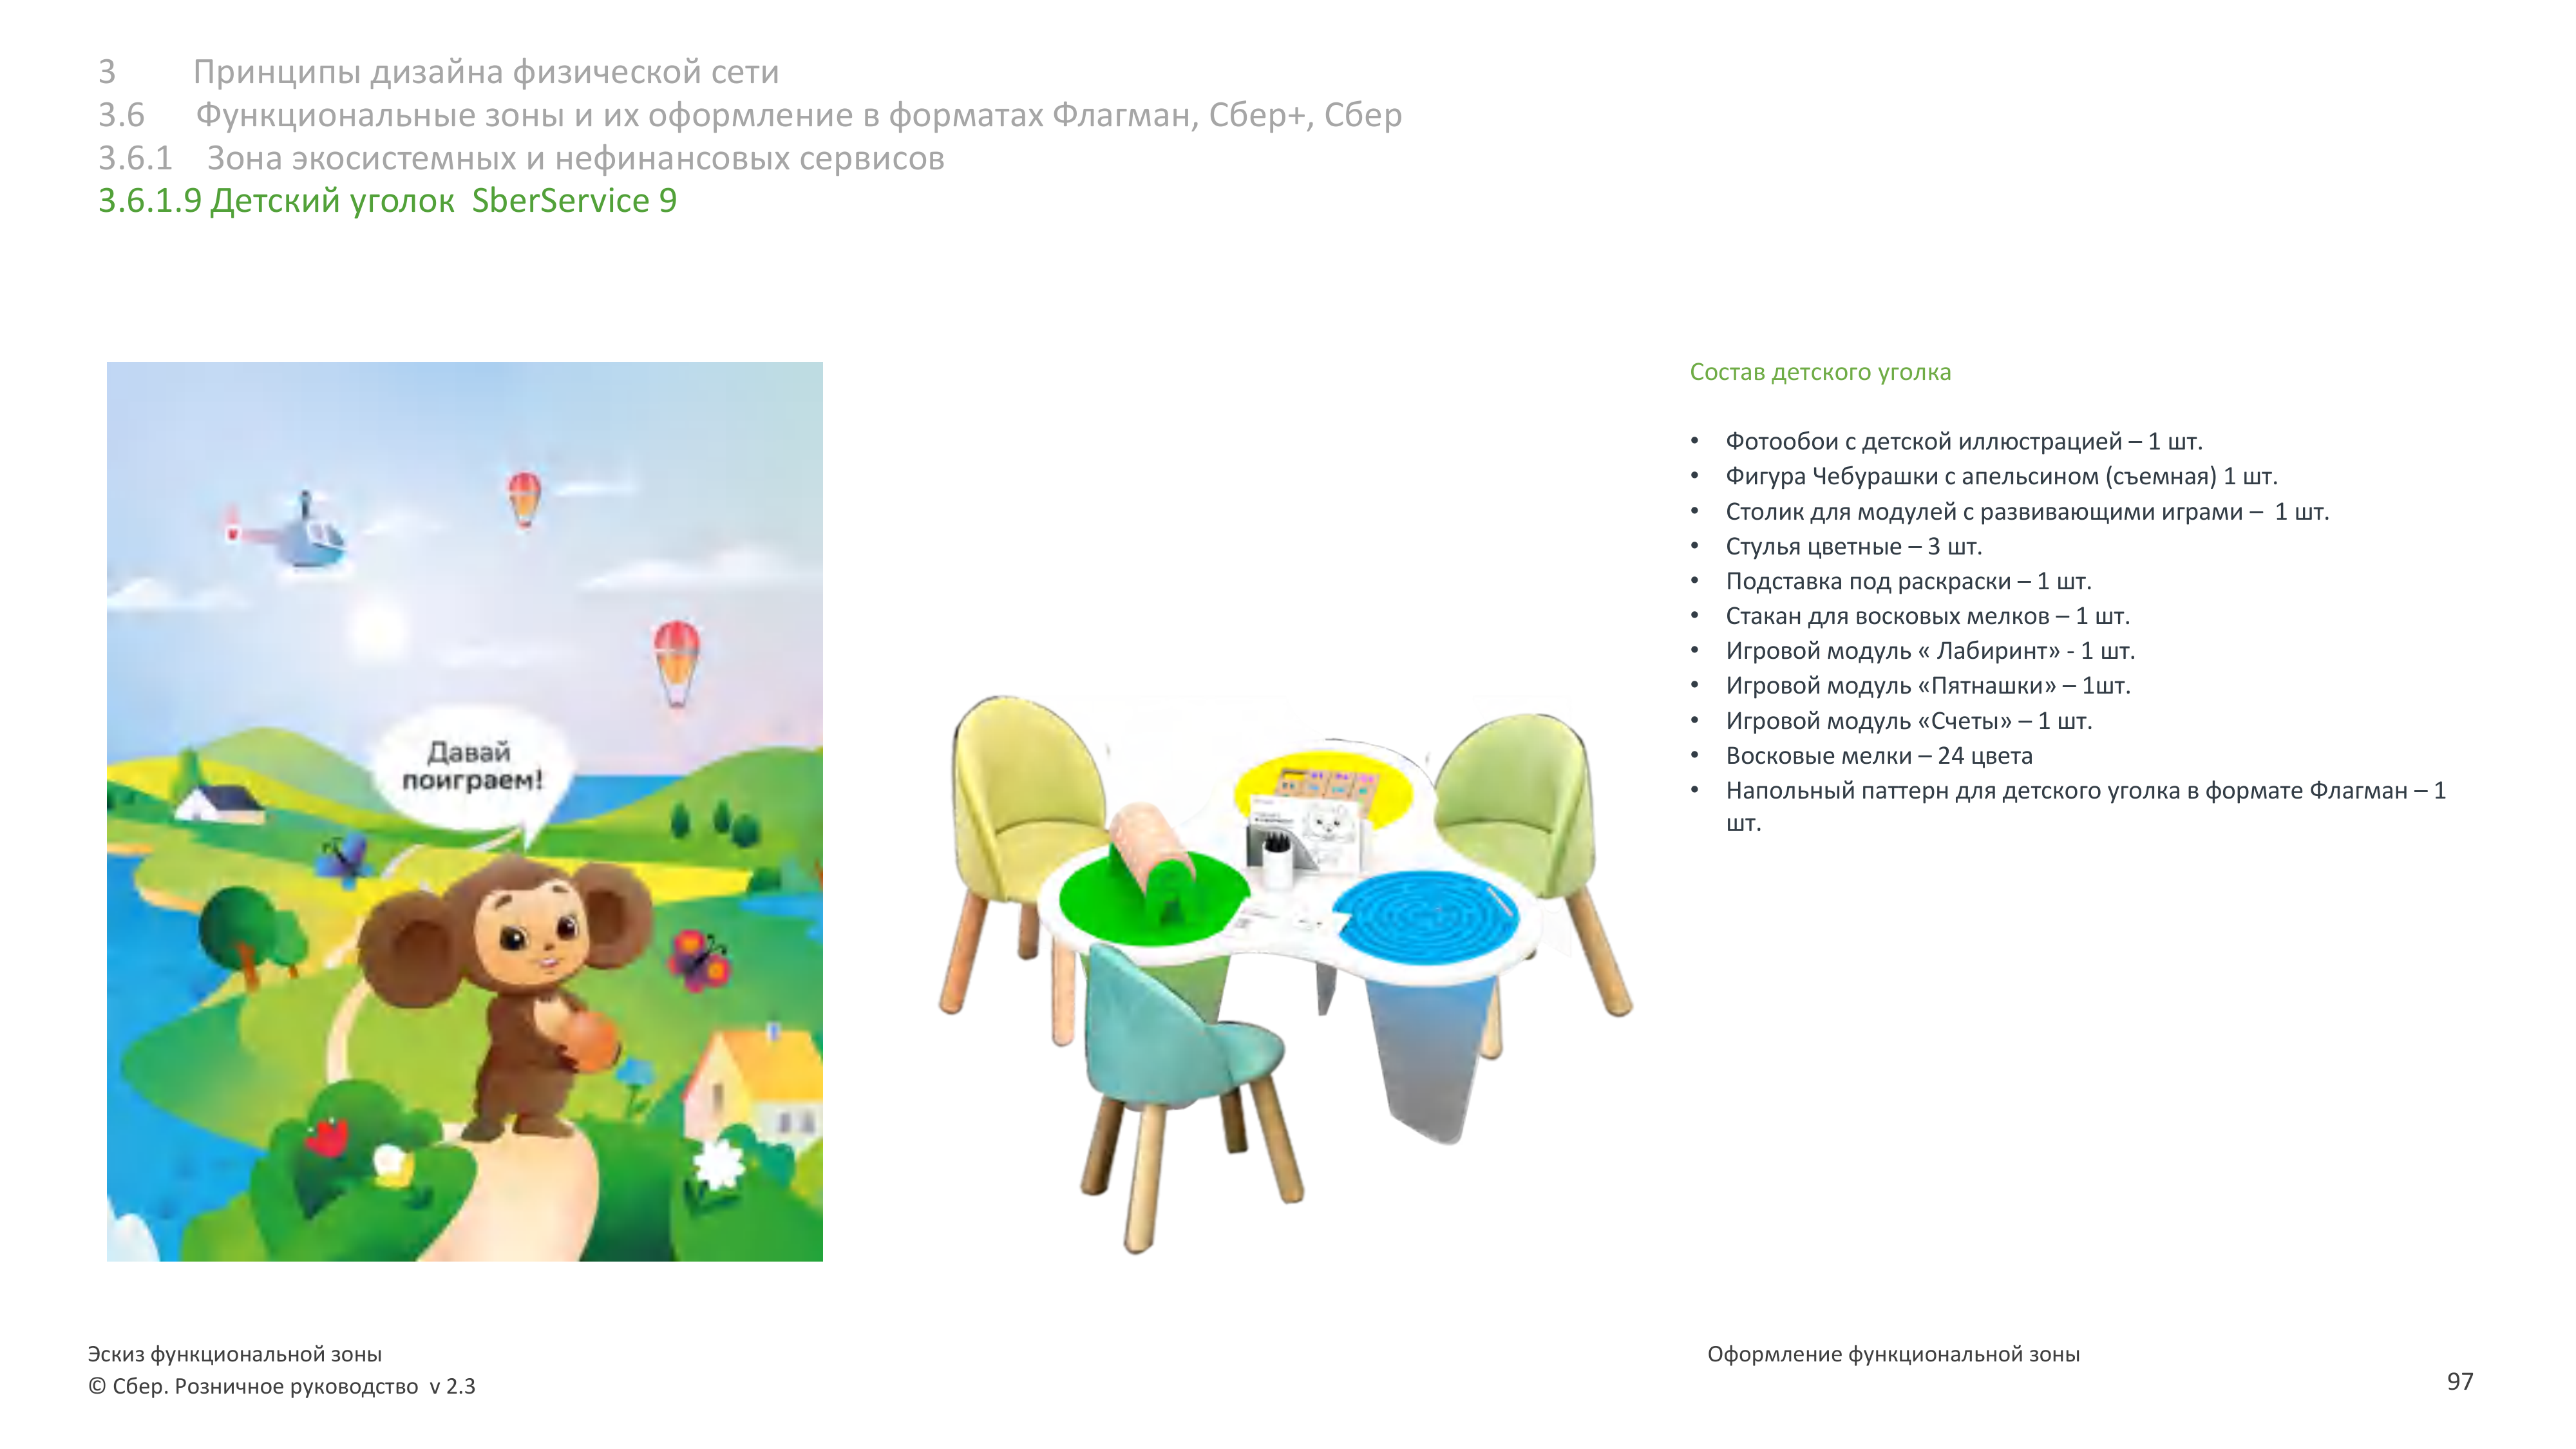 3 Принципы дизайна физической сети
3.6 Функциональные зоны и их оформление в форматах Флагман, Сбер+, Сбер
3.6.1 Зона экосистемных и нефинансовых сервисов
3.6.1.9 Детский уголок SberService 9
Давай
поиграем!
Состав детского уголка
• Фотообои с детской иллюстрацией – 1 шт.
• Фигура Чебурашки с апельсином (съемная) 1 шт.
• Столик для модулей с развивающими играми – 1 шт.
• Стулья цветные – 3 шт.
• Подставка под раскраски – 1 шт.
• Стакан для восковых мелков – 1 шт.
• Игровой модуль « Лабиринт» - 1 шт.
• Игровой модуль «Пятнашки» – 1шт.
• Игровой модуль «Счеты» – 1 шт.
• Восковые мелки – 24 цвета
• Напольный паттерн для детского уголка в формате Флагман – 1
шт.
Эскиз функциональной зоны
© Сбер. Розничное руководство v 2.3
Оформление функциональной зоны
97